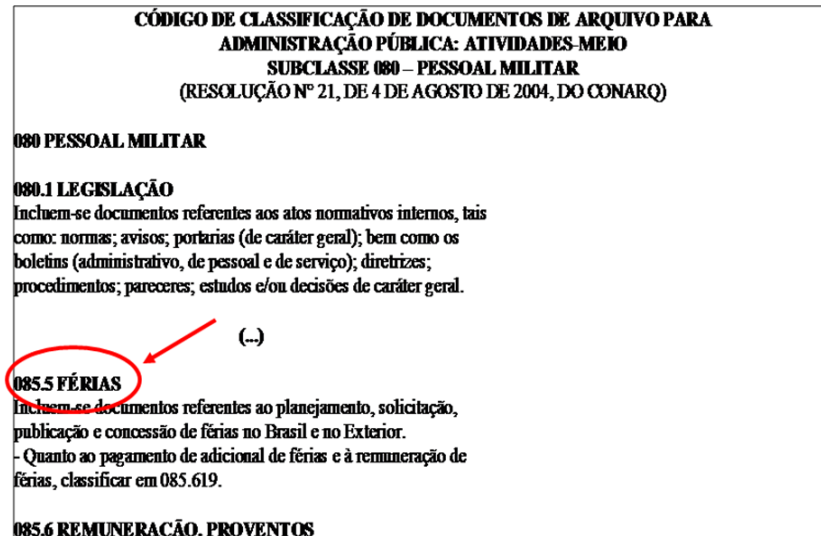 CÓDIGO DE CLASSIFICAÇÃO DE DOCUMENTOS DE ARQUIVO PARA
ADMINISTRAÇÃO PÚBLICA: ATIVIDADES-MEIO
SUBCLASSE 080 – PESSOAL MILITAR
(RESOLUÇÃO Nº 21, DE 4 DE AGOSTO DE 2004, DO CONARQ)
080 PESSOAL MILITAR
080.1 LEGISLAÇÃO
Incluem-se documentos referentes aos atos normativos internos, tais
como: normas; avisos; portarias (de caráter geral); bem como os
boletins (administrativo, de pessoal e de serviço); diretrizes;
procedimentos; pareceres; estudos e/ou decisões de caráter geral.
(...)
085.5 FÉRIAS
Incluem-se documentos referentes ao planejamento, solicitação,
publicação e concessão de férias no Brasil e no Exterior.
- Quanto ao pagamento de adicional de férias e à remuneração de
férias, classificar em 085.619.
085.6 REMUNERAÇÃO. PROVENTOS